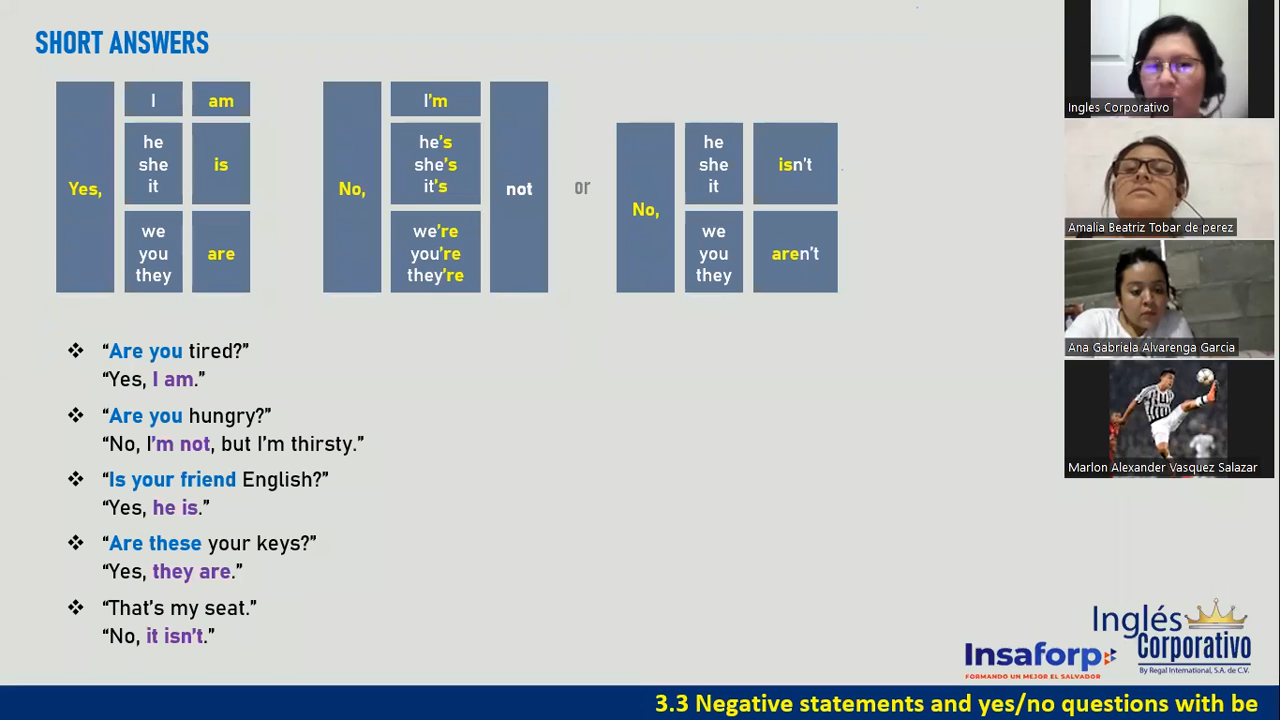 SHORT ANSWERS
Yes,
I
am
he
she
it
is
we
you
they
are
No,
I'm
he's
she's
it's
we're
you're
they're
not
or
No,
he
she
it
isn't
we
you
they
aren't
❖ “Are you tired?”
“Yes, I am.”
❖ “Are you hungry?”
“No, I’m not, but I’m thirsty.”
❖ “Is your friend English?”
“Yes, he is.”
❖ “Are these your keys?”
“Yes, they are.”
❖ “That’s my seat.”
“No, it isn’t.”
Ingles Corporativo
Amalia Beatriz Tobar de perez
Ana Gabriela Alvarenga Garcia
Marlon Alexander Vasquez Salazar
Insaforp
FORMANDO UN MEJOR EL SALVADOR
Inglés
Corporativo
By Regal International, S.A. de C.V.
3.3 Negative statements and yes/no questions with be